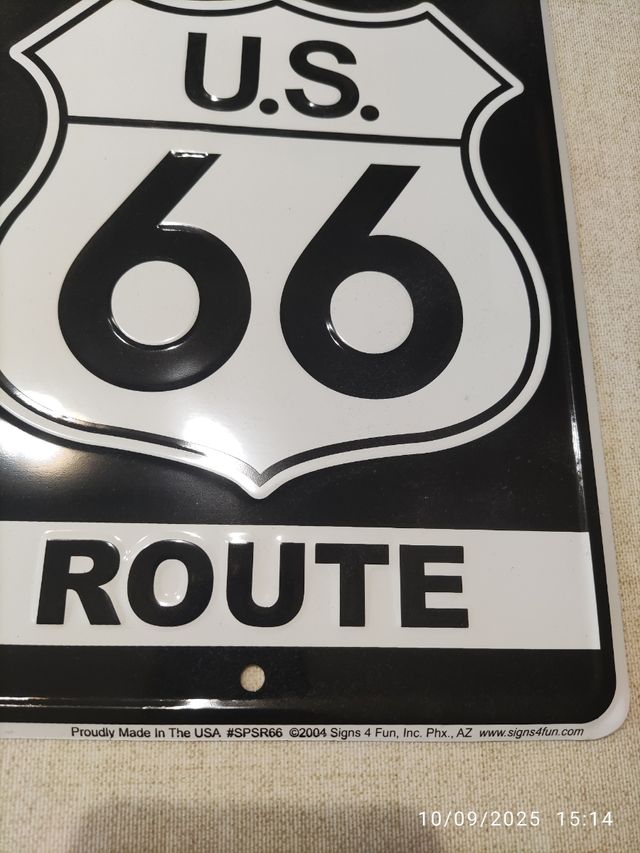 U.S.
66
ROUTE
Proudly Made In The USA #SPSR66 ©2004 Signs 4 Fun, Inc. Phx., AZ www.signs4fun.com
10/09/2025 15:14